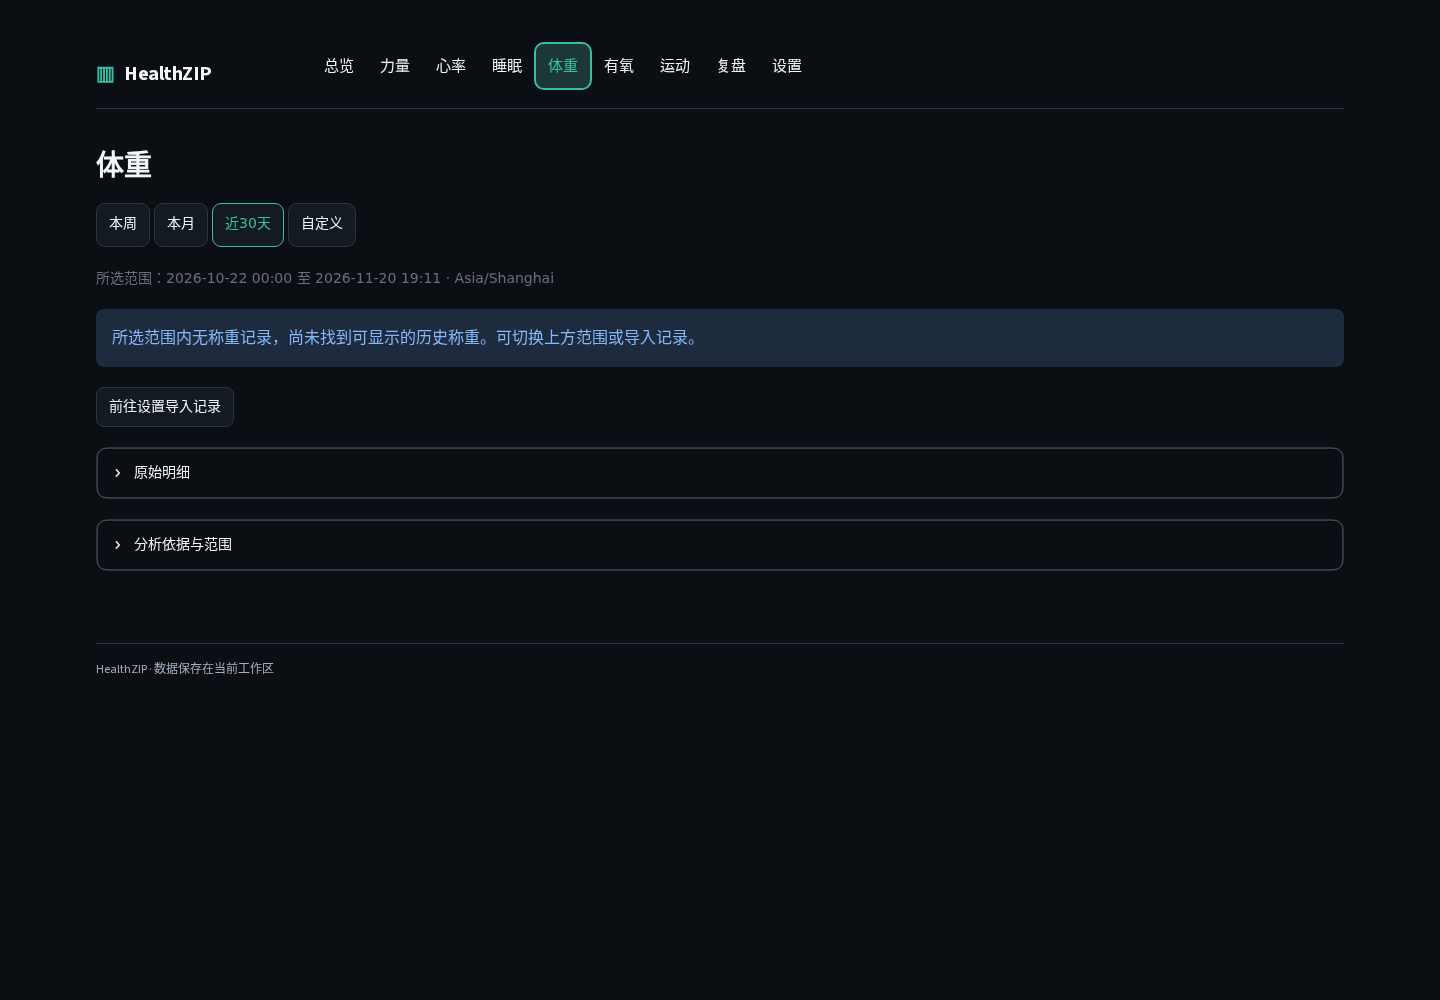 HealthZIP
总览 力量 心率 睡眠 体重 有氧 运动 复盘 设置
体重
本周 本月 近30天 自定义
所选范围：2026-10-22 00:00 至 2026-11-20 19:11 · Asia/Shanghai
所选范围内无称重记录，尚未找到可显示的历史称重。可切换上方范围或导入记录。
前往设置导入记录
原始明细
分析依据与范围
HealthZIP · 数据保存在当前工作区